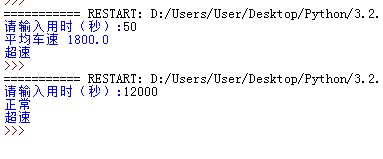 >>>
=========== RESTART: D:/Users/User/Desktop/Python/3.2.
请输入用时（秒）:50
平均车速 1800.0
超速
>>>
=========== RESTART: D:/Users/User/Desktop/Python/3.2.
请输入用时（秒）:12000
正常
超速
>>>